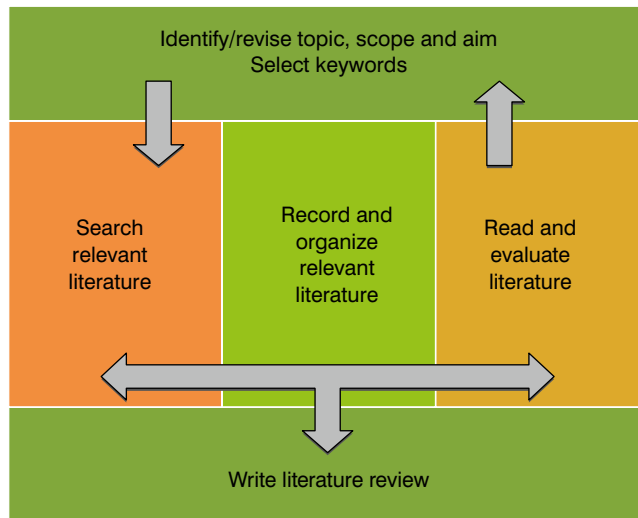 Identify/revise topic, scope and aim
Select keywords
Search
relevant
literature
Record and
organize
relevant
literature
Read and
evaluate
literature
Write literature review